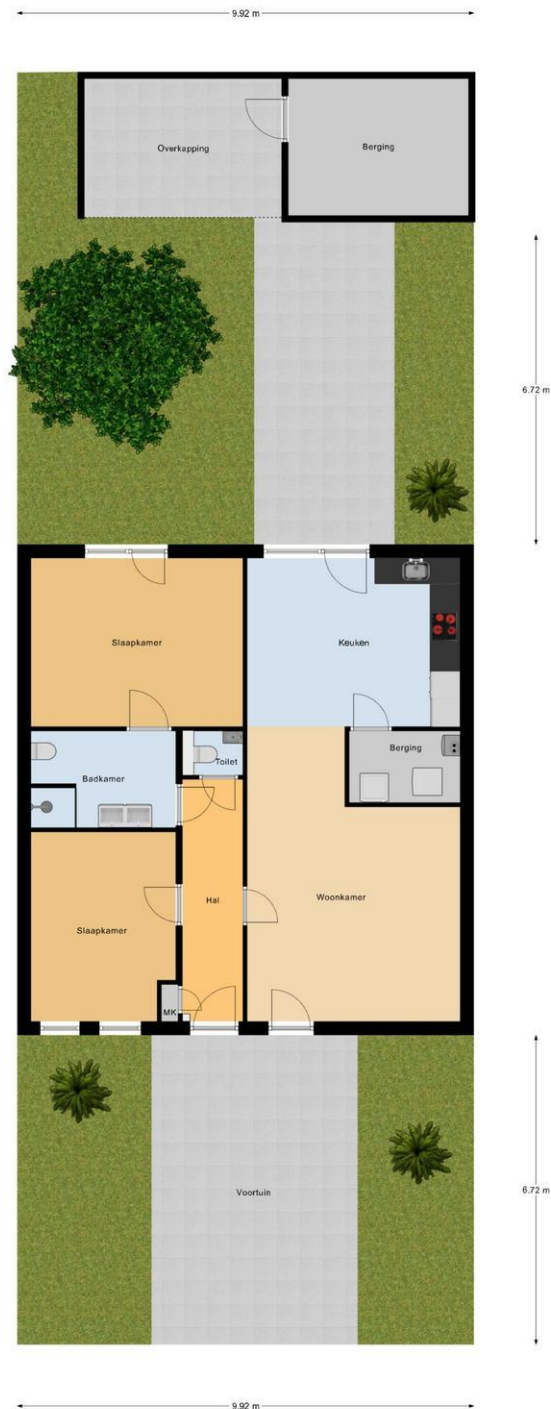 9.92 m
Overkapping
Berging
6.72 m
Slaapkamer
Keuken
Berging
Toilet
Badkamer
Woonkamer
Hal
Slaapkamer
MK
Voortuin
6.72 m
9.92 m